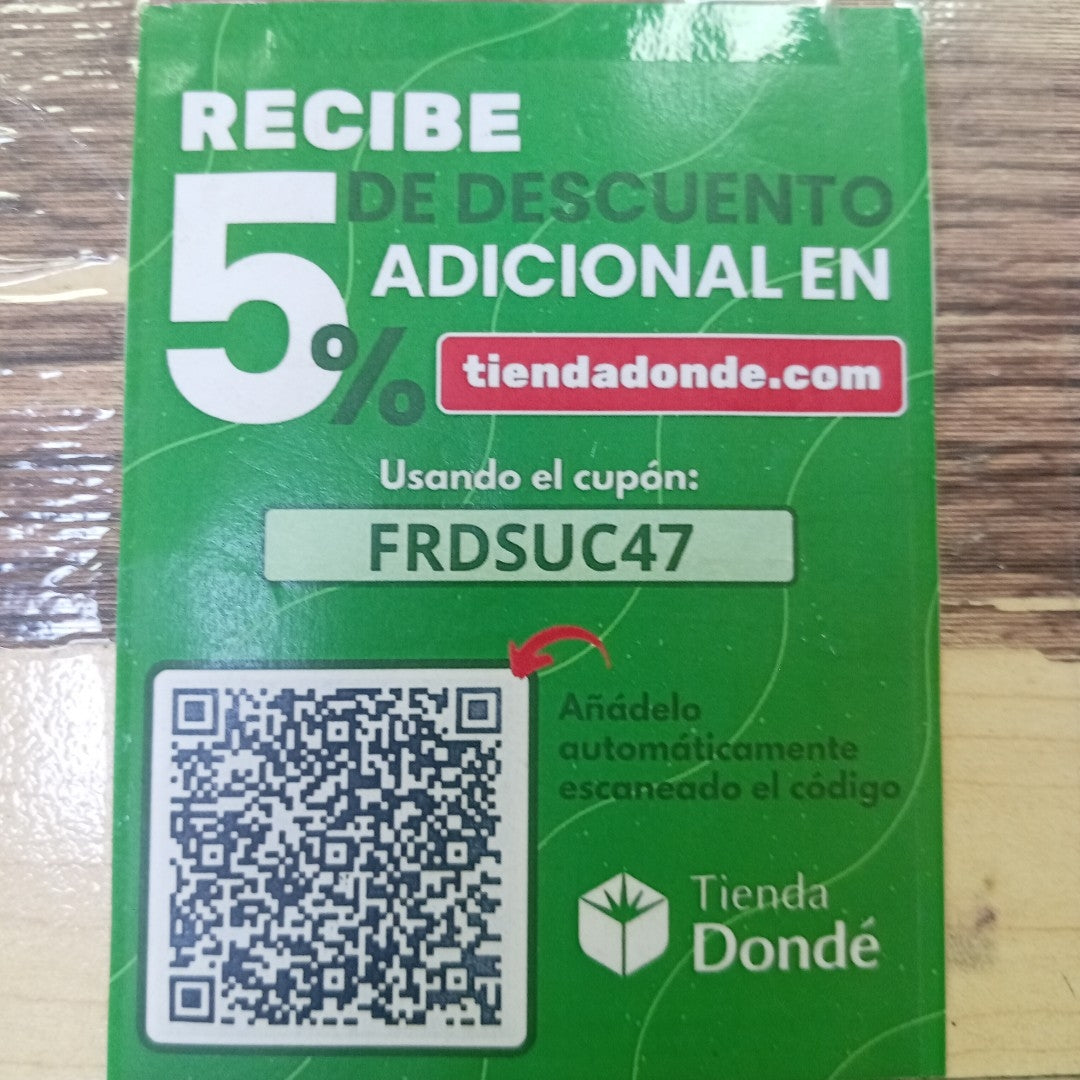 RECIBE
5% DE DESCUENTO
ADICIONAL EN
tiendadonde.com
Usando el cupón:
FRDSUC47
Añádelo
automáticamente
escaneado el código
Tienda
Dondé